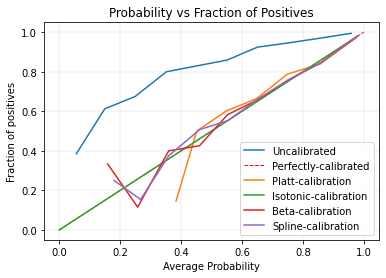 Probability vs Fraction of Positives
Fraction of positives
1.0
0.8
0.6
0.4
0.2
0.0
Uncalibrated
Perfectly-calibrated
Platt-calibration
Isotonic-calibration
Beta-calibration
Spline-calibration
0.0 0.2 0.4 0.6 0.8 1.0
Average Probability